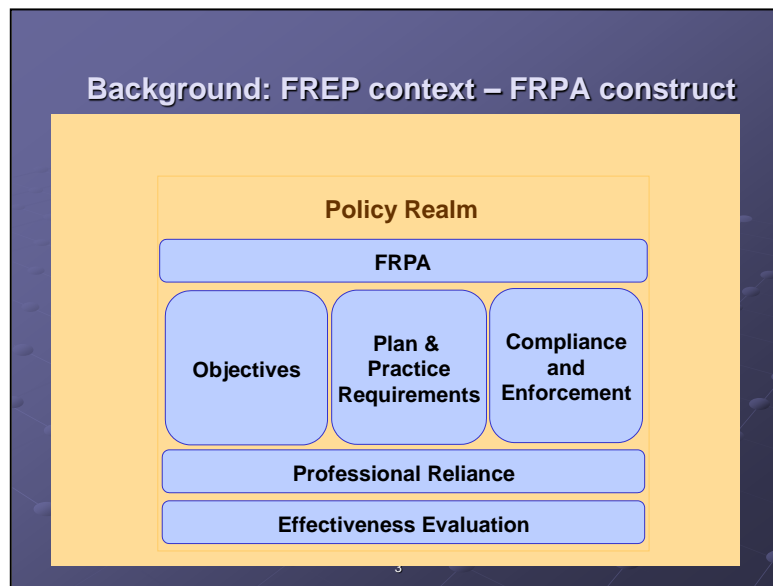 Background: FREP context – FRPA construct
Policy Realm
FRPA
Objectives
Plan &
Practice
Requirements
Compliance
and
Enforcement
Professional Reliance
Effectiveness Evaluation
3